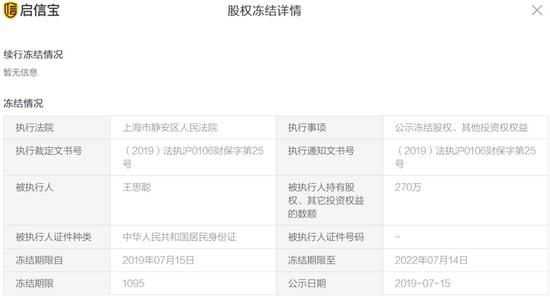 启信宝
股权冻结详情
续行冻结情况
暂无信息
冻结情况
执行法院 上海市静安区人民法院 执行事项 公示冻结股权、其他投资权权益
执行裁定文书号 （2019）法执沪0106财保字第25号 执行通知文书号 （2019）法执沪0106财保字第25号
被执行人 王思聪 被执行人持有股权、其它投资权益的数额 270万
被执行人证件种类 中华人民共和国居民身份证 被执行人证件号码 -
冻结期限自 2019年07月15日 冻结期限至 2022年07月14日
冻结期限 1095 公示日期 2019-07-15